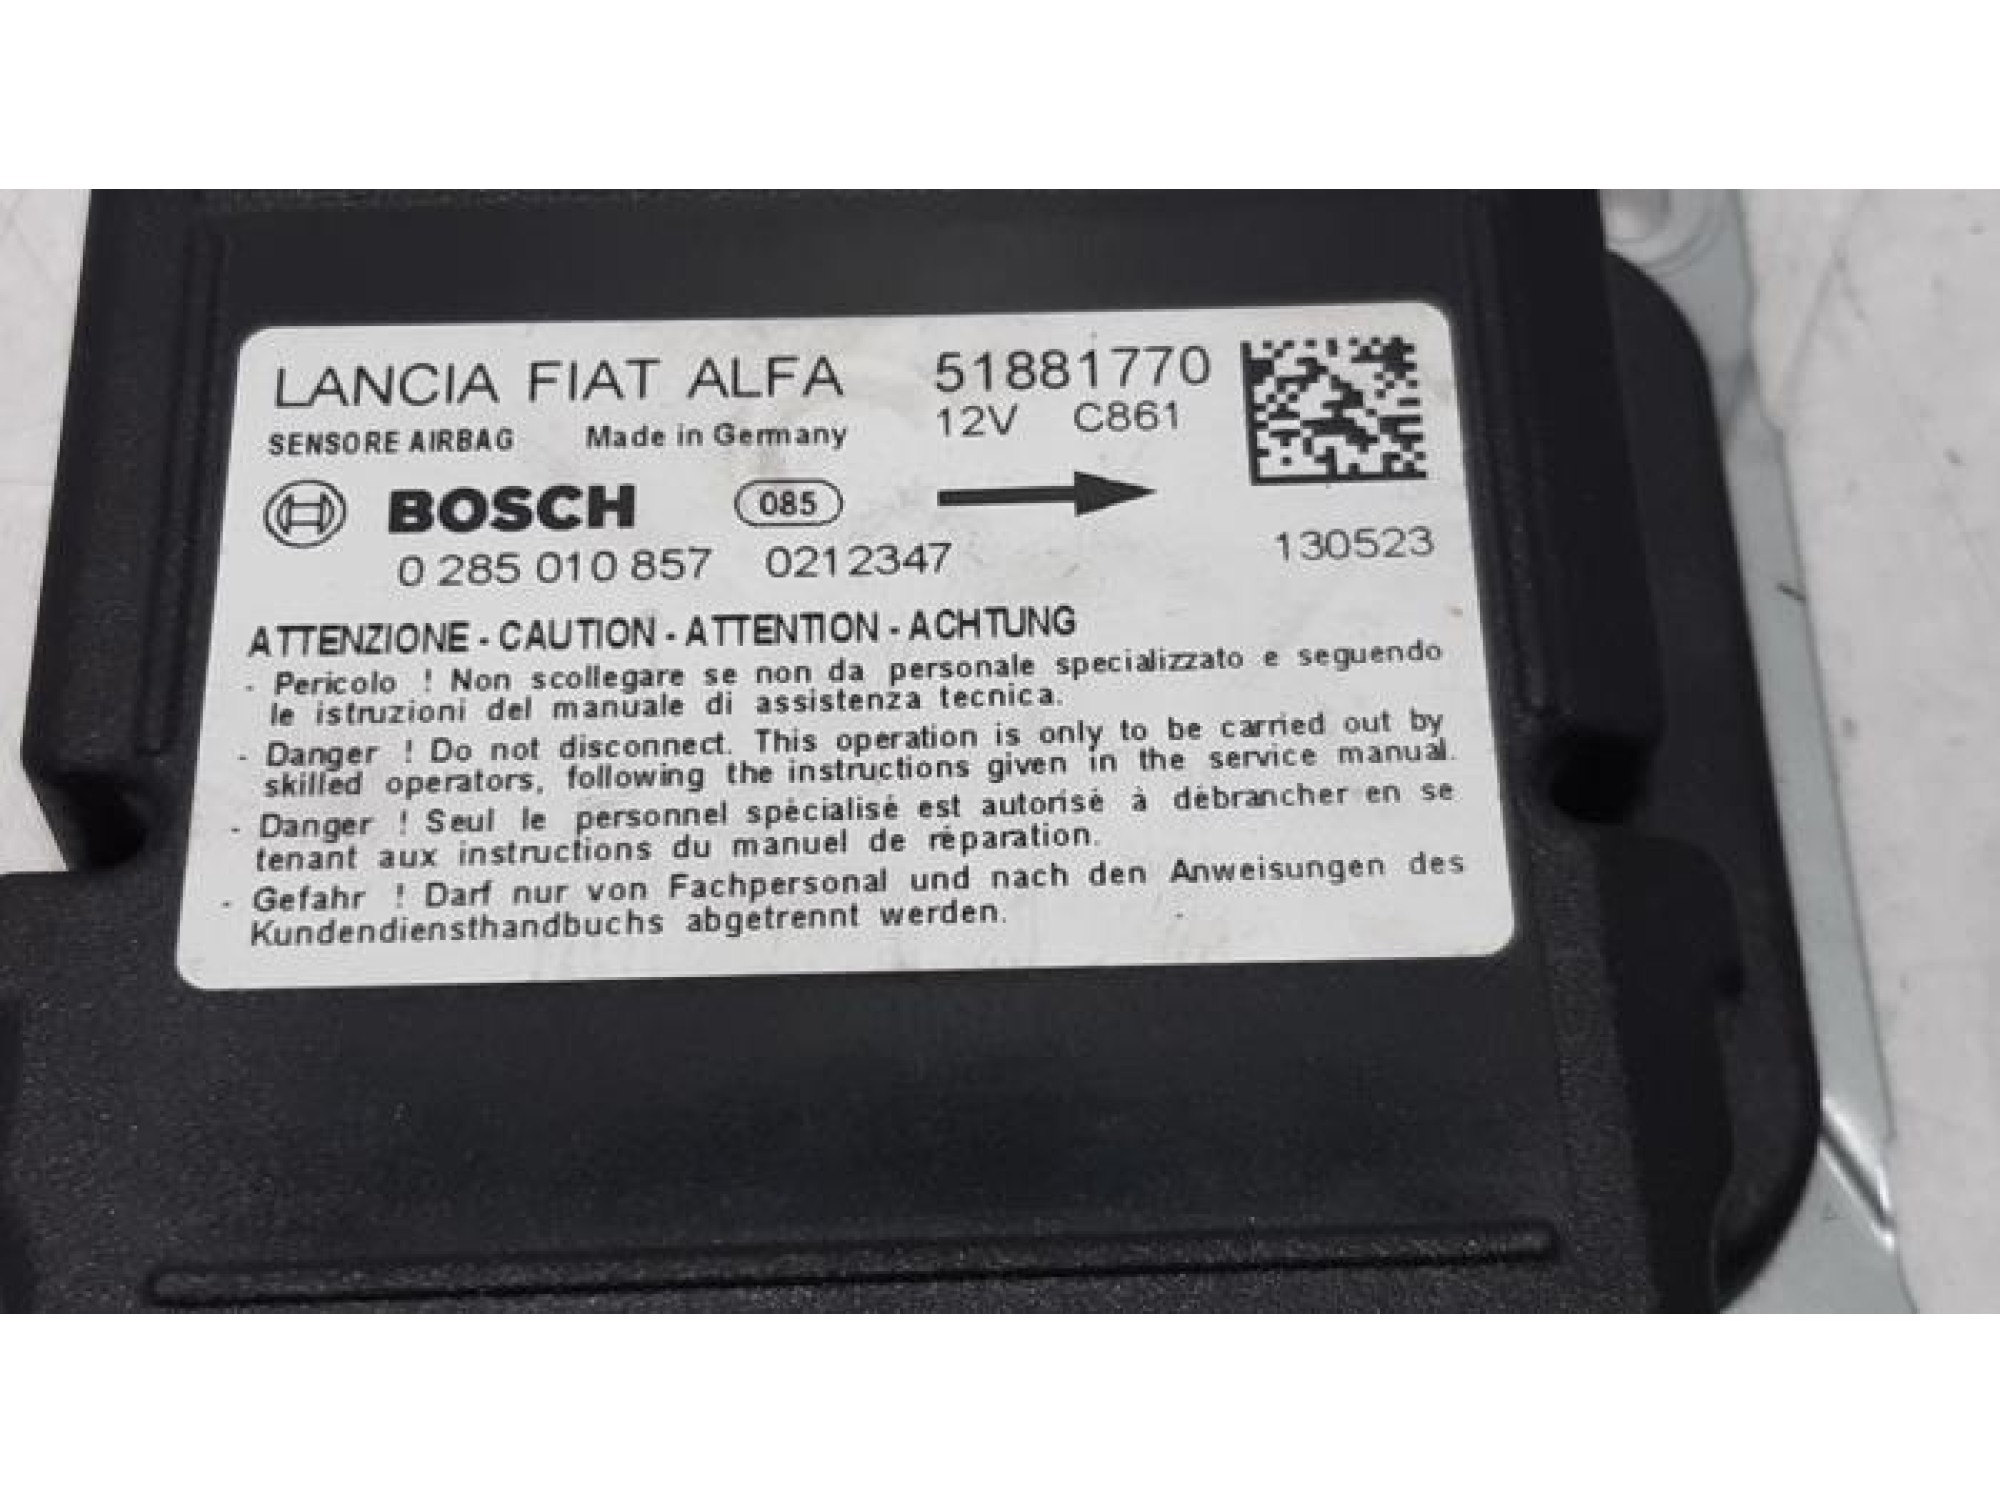 LANCIA FIAT ALFA 51881770
SENSORE AIRBAG Made in Germany 12V C861
BOSCH 085
0 285 010 857 0212347 130523
ATTENZIONE - CAUTION - ATTENTION - ACHTUNG
- Pericolo ! Non scollegare se non da personale specializzato e seguendo
le istruzioni del manuale di assistenza tecnica.
- Danger ! Do not disconnect. This operation is only to be carried out by
skilled operators, following the instructions given in the service manual.
- Danger ! Seul le personnel spécialisé est autorisé à débrancher en se
tenant aux instructions du manuel de réparation.
- Gefahr ! Darf nur von Fachpersonal und nach den Anweisungen des
Kundendiensthandbuchs abgetrennt werden.